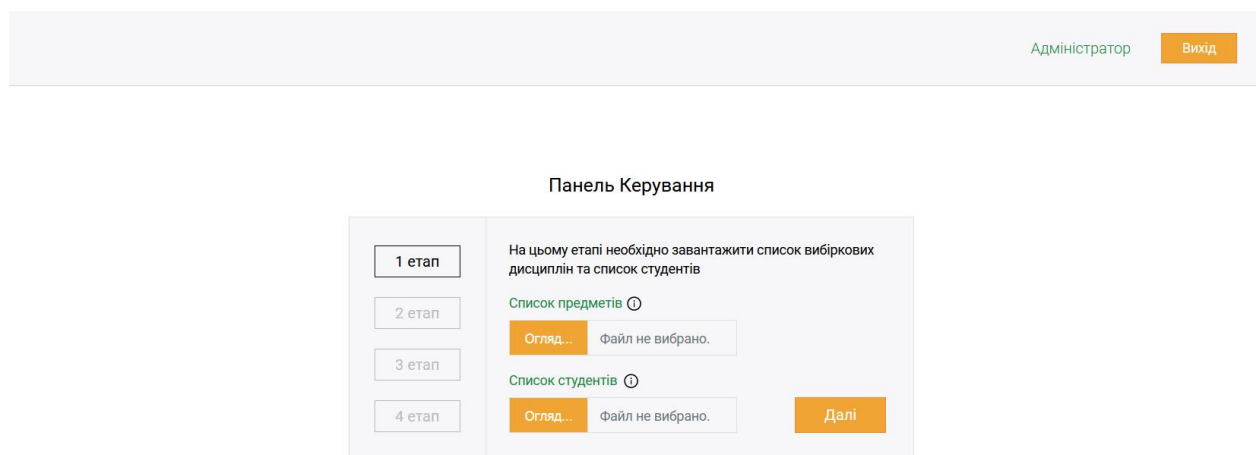 Адміністратор
Вихід
Панель Керування
1 етап
2 етап
3 етап
4 етап
На цьому етапі необхідно завантажити список вибіркових
дисциплін та список студентів
Список предметів
Огляд... Файл не вибрано.
Список студентів
Огляд... Файл не вибрано.
Далі